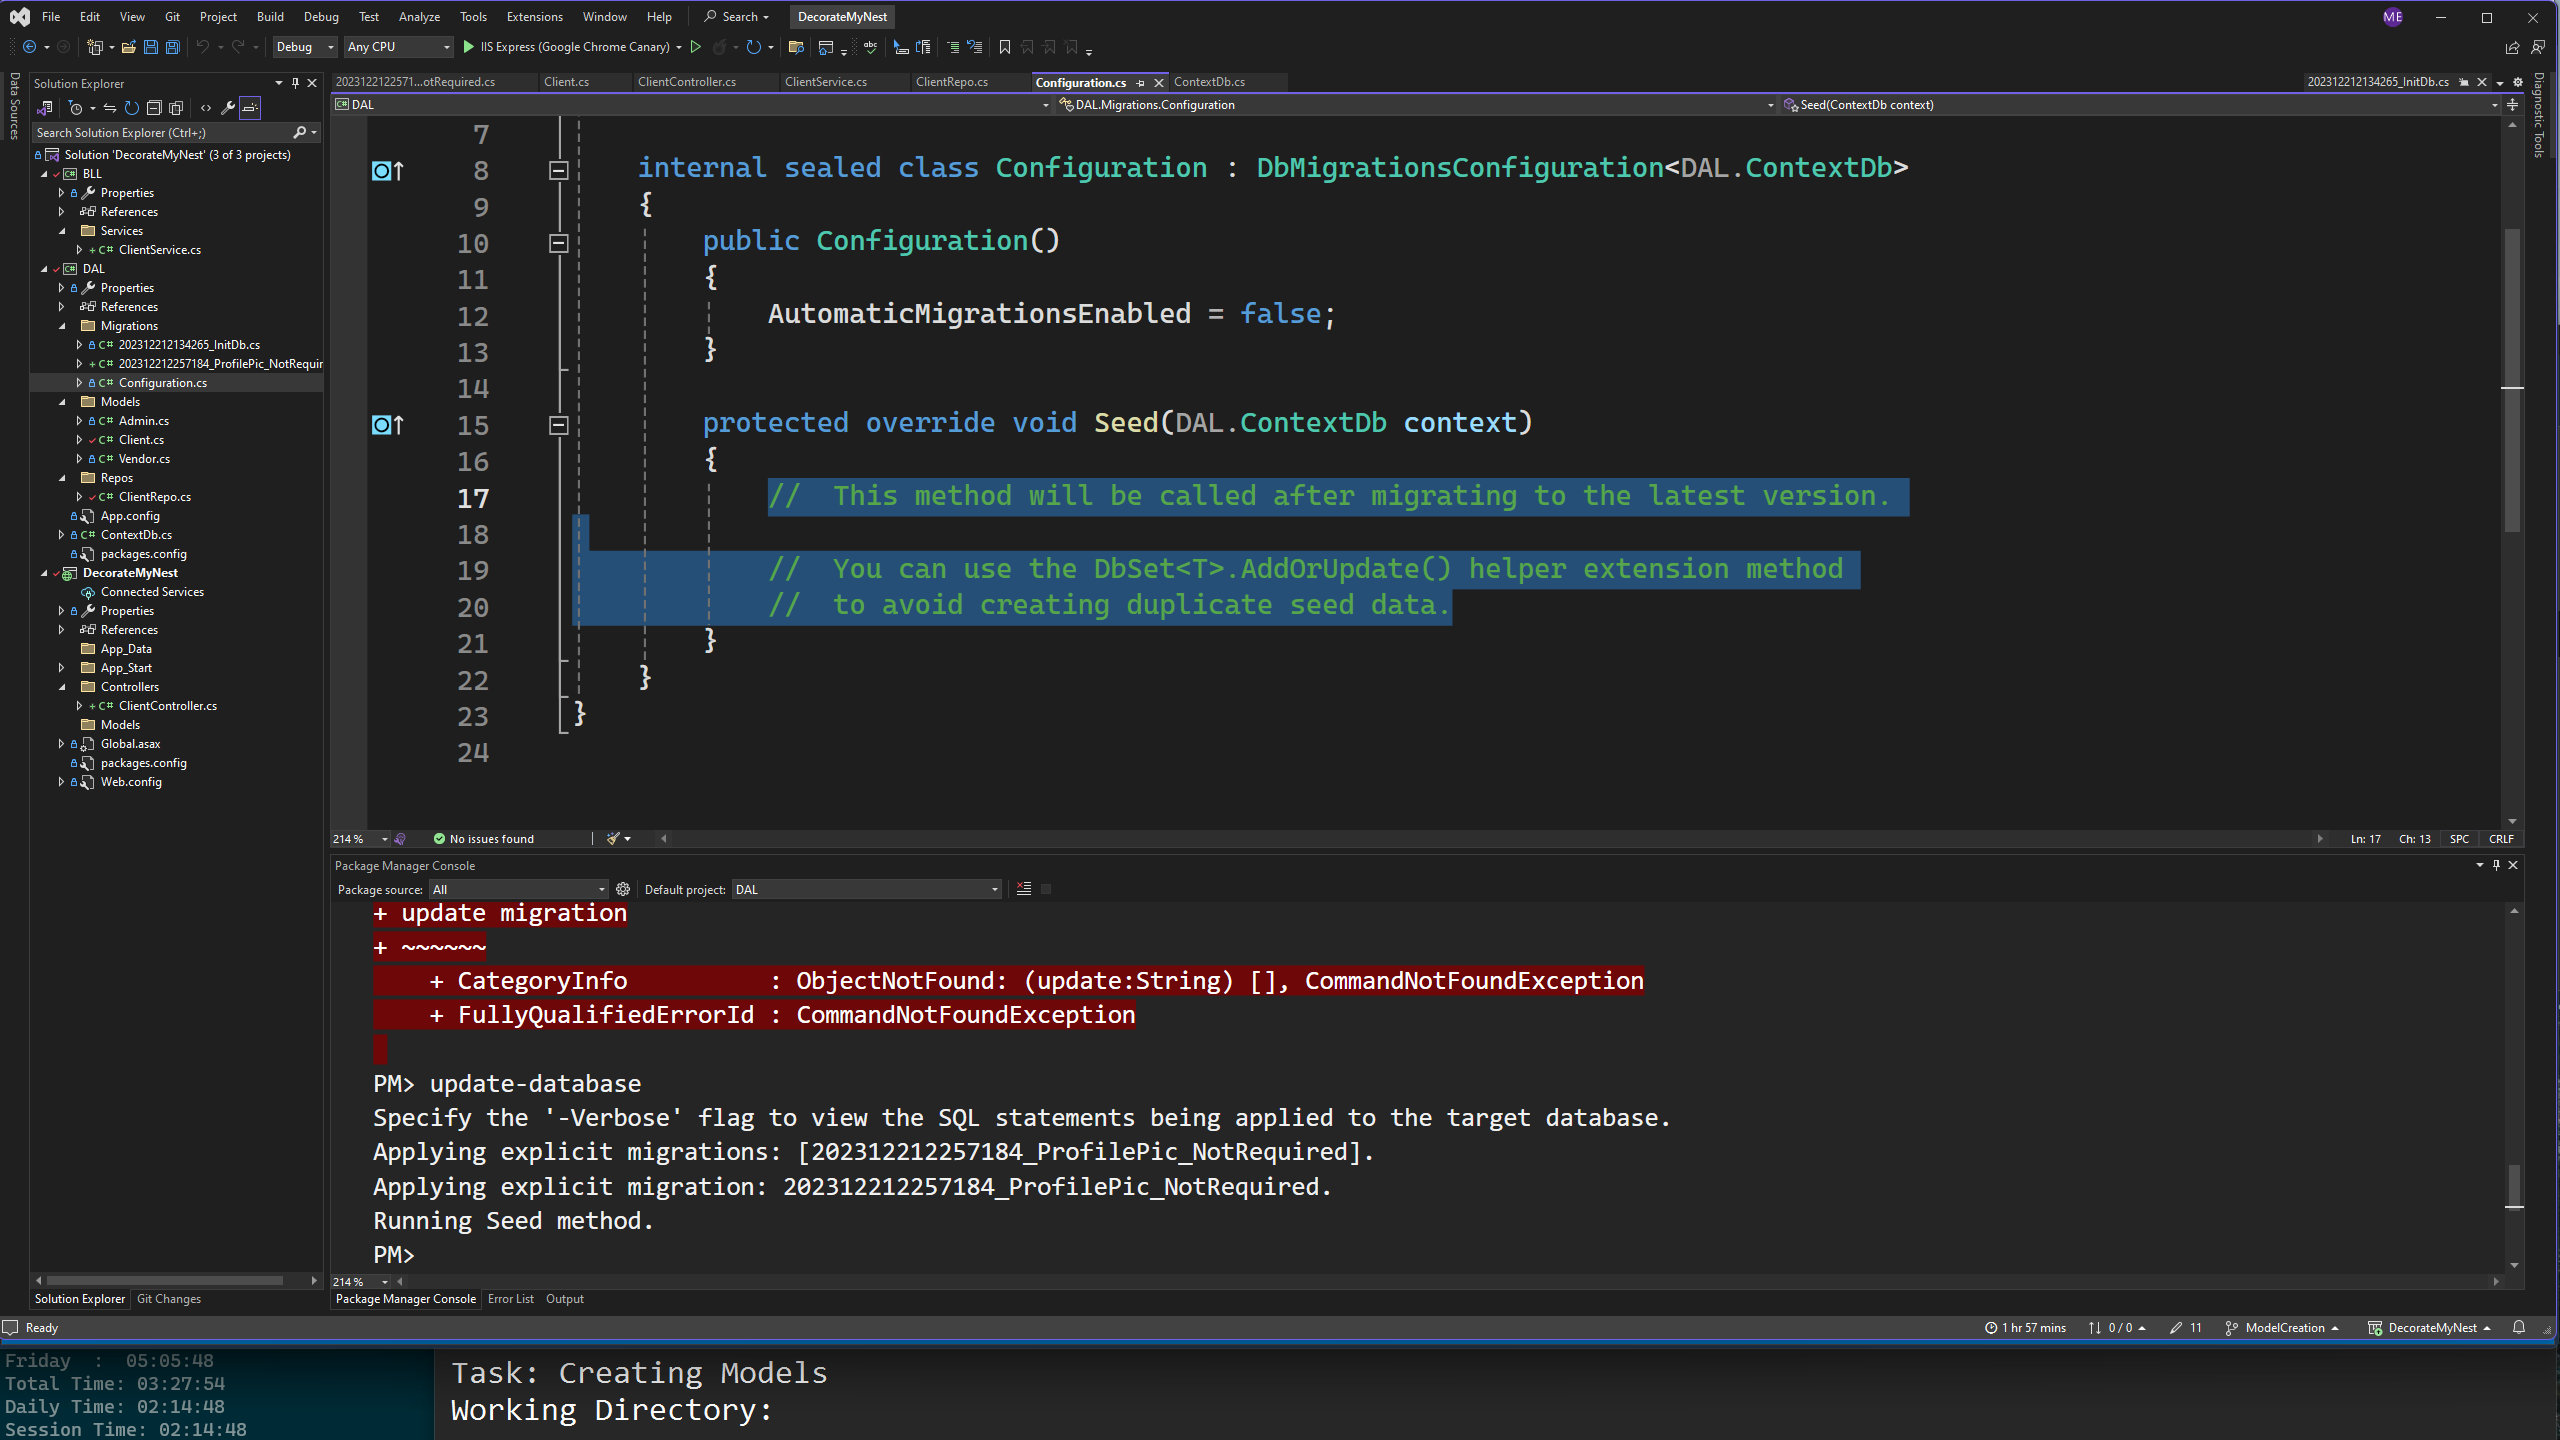 File Edit View Git Project Build Debug Test Analyze Tools Extensions Window Help Search DecorateMyNest ME
Debug Any CPU IIS Express (Google Chrome Canary)
Data Sources
Solution Explorer
Search Solution Explorer (Ctrl+;)
Solution 'DecorateMyNest' (3 of 3 projects)
BLL
Properties
References
Services
C# ClientService.cs
DAL
Properties
References
Migrations
C# 202312212134265_InitDb.cs
C# 202312212257184_ProfilePic_NotRequir
C# Configuration.cs
Models
C# Admin.cs
C# Client.cs
C# Vendor.cs
Repos
C# ClientRepo.cs
App.config
C# ContextDb.cs
packages.config
DecorateMyNest
Connected Services
Properties
References
App_Data
App_Start
Controllers
C# ClientController.cs
Models
Global.asax
packages.config
Web.config
Solution Explorer Git Changes
2023122122571...otRequired.cs Client.cs ClientController.cs ClientService.cs ClientRepo.cs Configuration.cs ContextDb.cs 202312212134265_InitDb.cs
C# DAL DAL.Migrations.Configuration Seed(ContextDb context)
Diagnostic Tools
7
8 internal sealed class Configuration : DbMigrationsConfiguration<DAL.ContextDb>
9 {
10 public Configuration()
11 {
12 AutomaticMigrationsEnabled = false;
13 }
14
15 protected override void Seed(DAL.ContextDb context)
16 {
17 //  This method will be called after migrating to the latest version.
18
19 //  You can use the DbSet<T>.AddOrUpdate() helper extension method
20 //  to avoid creating duplicate seed data.
21 }
22 }
23 }
24
214 % No issues found Ln: 17 Ch: 13 SPC CRLF
Package Manager Console
Package source: All Default project: DAL
+ update migration
+ ~~~~~~
+ CategoryInfo          : ObjectNotFound: (update:String) [], CommandNotFoundException
+ FullyQualifiedErrorId : CommandNotFoundException
PM> update-database
Specify the '-Verbose' flag to view the SQL statements being applied to the target database.
Applying explicit migrations: [202312212257184_ProfilePic_NotRequired].
Applying explicit migration: 202312212257184_ProfilePic_NotRequired.
Running Seed method.
PM>
214 %
Package Manager Console Error List Output
Ready 1 hr 57 mins 0 / 0 11 ModelCreation DecorateMyNest
Friday  :  05:05:48
Total Time: 03:27:54
Daily Time: 02:14:48
Session Time: 02:14:48
Task: Creating Models
Working Directory: